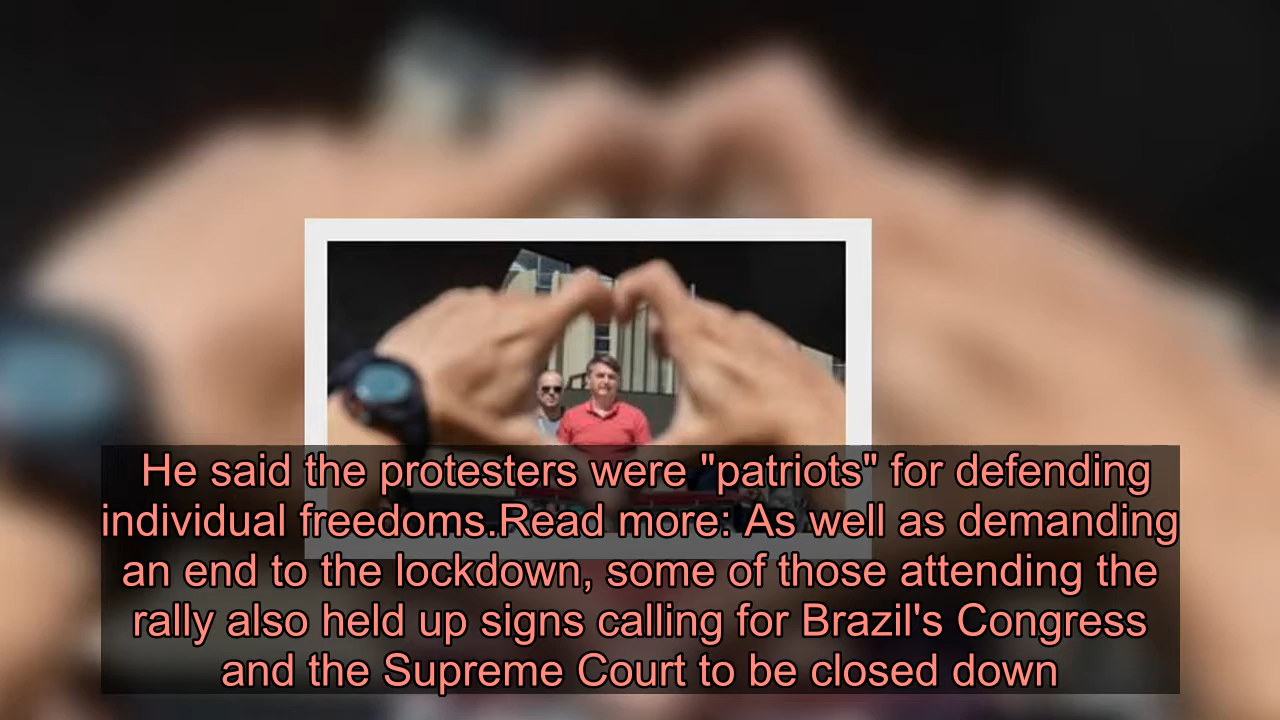 He said the protesters were "patriots" for defending
individual freedoms.Read more: As well as demanding
an end to the lockdown, some of those attending the
rally also held up signs calling for Brazil's Congress
and the Supreme Court to be closed down